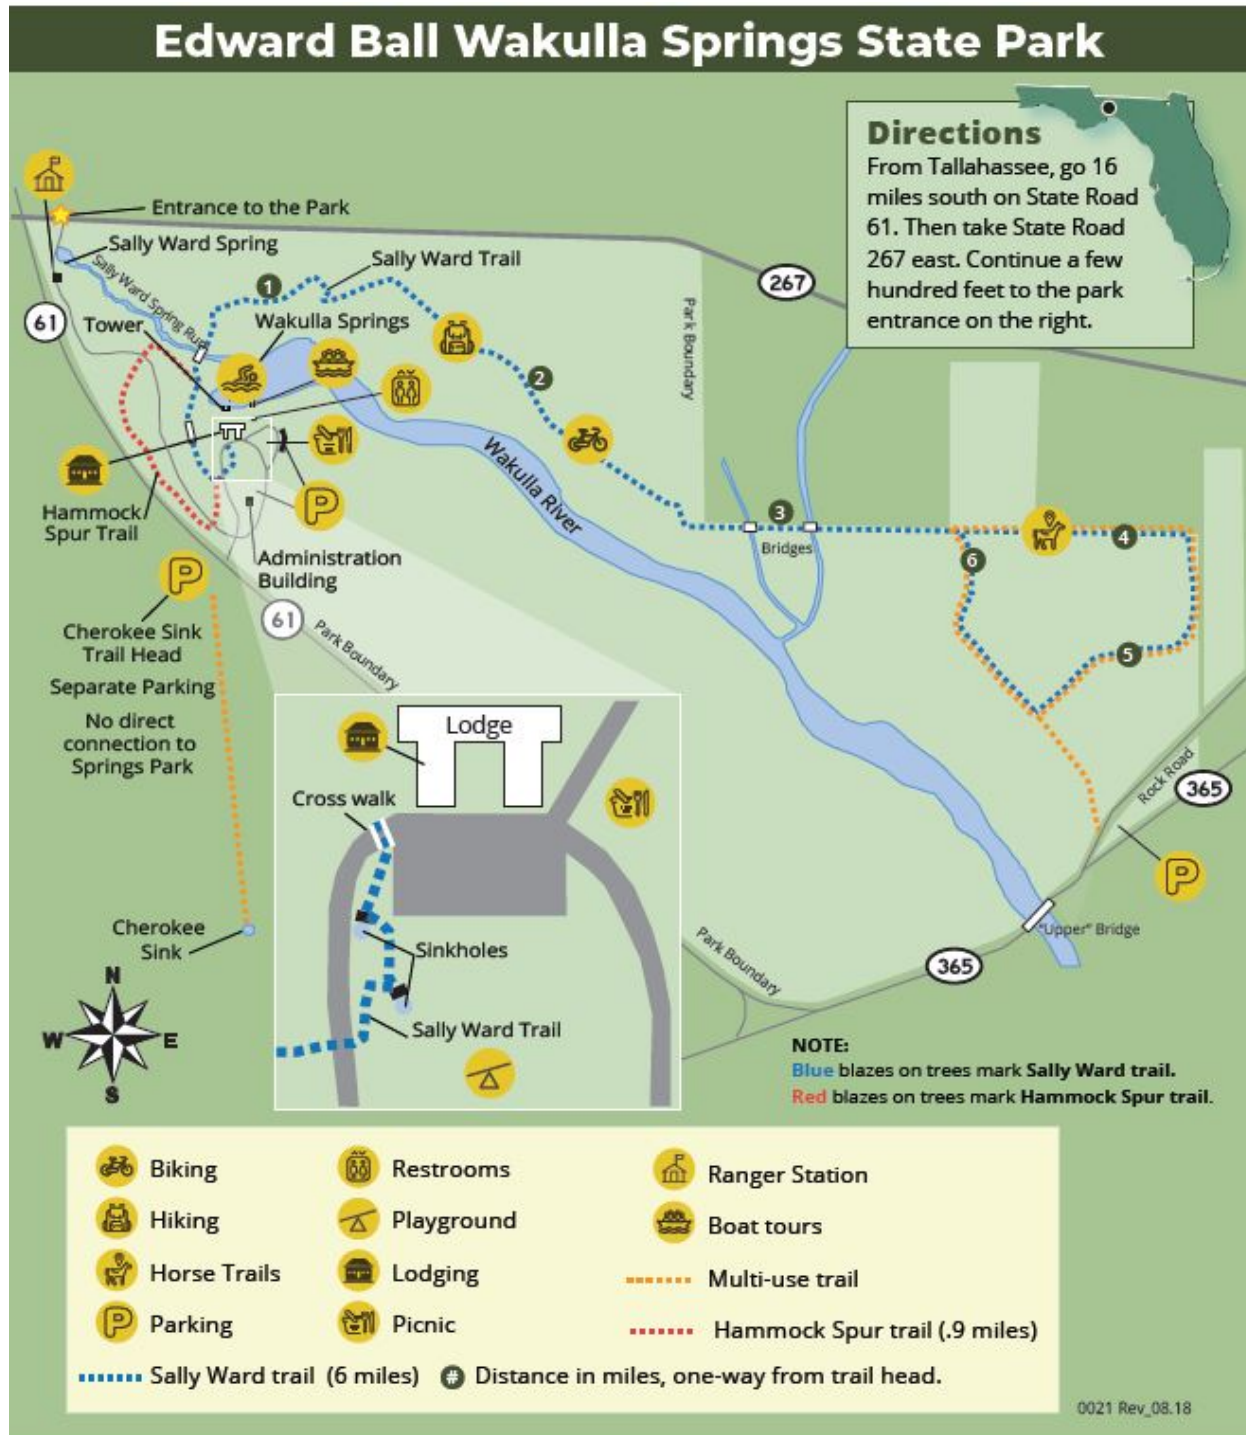 Edward Ball Wakulla Springs State Park
Directions
From Tallahassee, go 16
miles south on State Road
61. Then take State Road
267 east. Continue a few
hundred feet to the park
entrance on the right.
Entrance to the Park
Sally Ward Spring
Sally Ward Spring Run
Sally Ward Trail
1
267
61
Tower
Wakulla Springs
Park Boundary
2
Wakulla River
3
Bridges
4
6
5
Hammock
Spur Trail
P
Administration
Building
P
61
Park Boundary
Cherokee Sink
Trail Head
Separate Parking
No direct
connection to
Springs Park
Lodge
Cross walk
Rock Road
365
P
Cherokee
Sink
Sinkholes
"Upper" Bridge
Park Boundary
365
Sally Ward Trail
N
W
E
S
NOTE:
Blue blazes on trees mark Sally Ward trail.
Red blazes on trees mark Hammock Spur trail.
Biking
Restrooms
Ranger Station
Hiking
Playground
Boat tours
Horse Trails
Lodging
Multi-use trail
P
Parking
Picnic
Hammock Spur trail (.9 miles)
Sally Ward trail (6 miles)
# Distance in miles, one-way from trail head.
0021 Rev_08.18